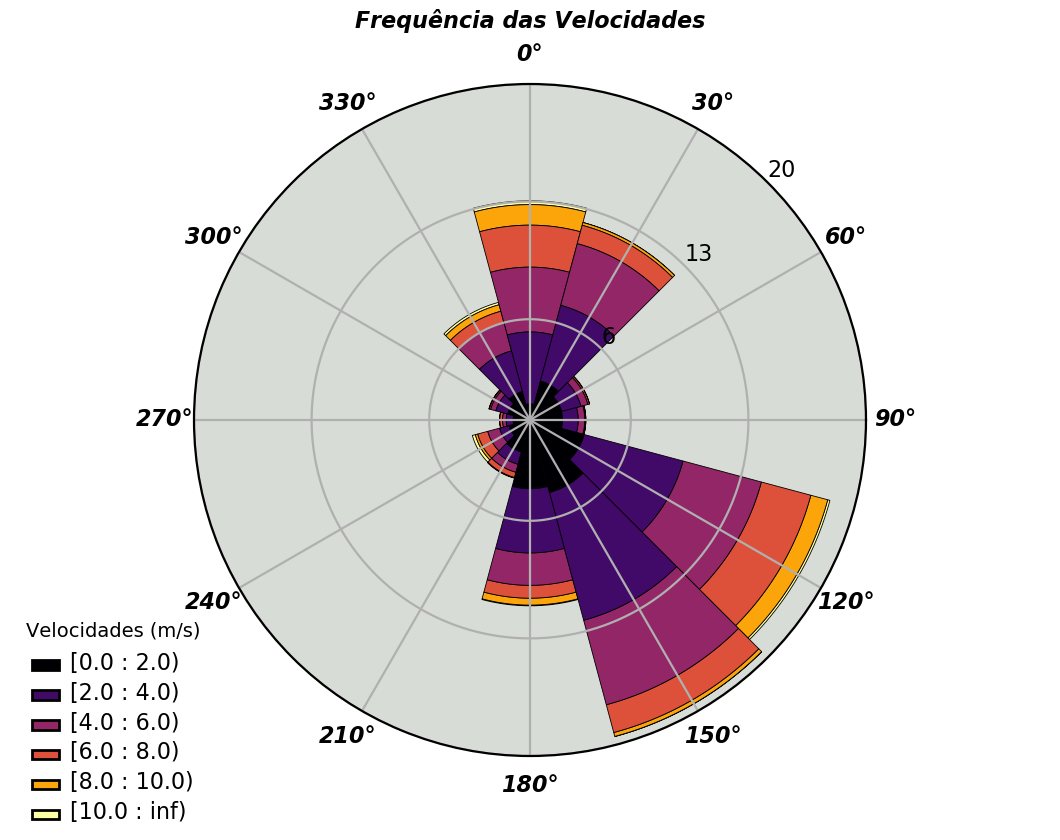 Frequência das Velocidades
0°
330°
30°
20
300°
60°
13
6
270°
90°
240°
120°
210°
150°
180°
Velocidades (m/s)
[0.0 : 2.0)
[2.0 : 4.0)
[4.0 : 6.0)
[6.0 : 8.0)
[8.0 : 10.0)
[10.0 : inf)